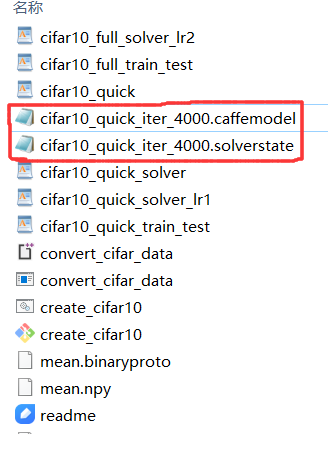 名称
cifar10_full_solver_lr2
cifar10_full_train_test
cifar10_quick
cifar10_quick_iter_4000.caffemodel
cifar10_quick_iter_4000.solverstate
cifar10_quick_solver
cifar10_quick_solver_lr1
cifar10_quick_train_test
convert_cifar_data
convert_cifar_data
create_cifar10
create_cifar10
mean.binaryproto
mean.npy
readme